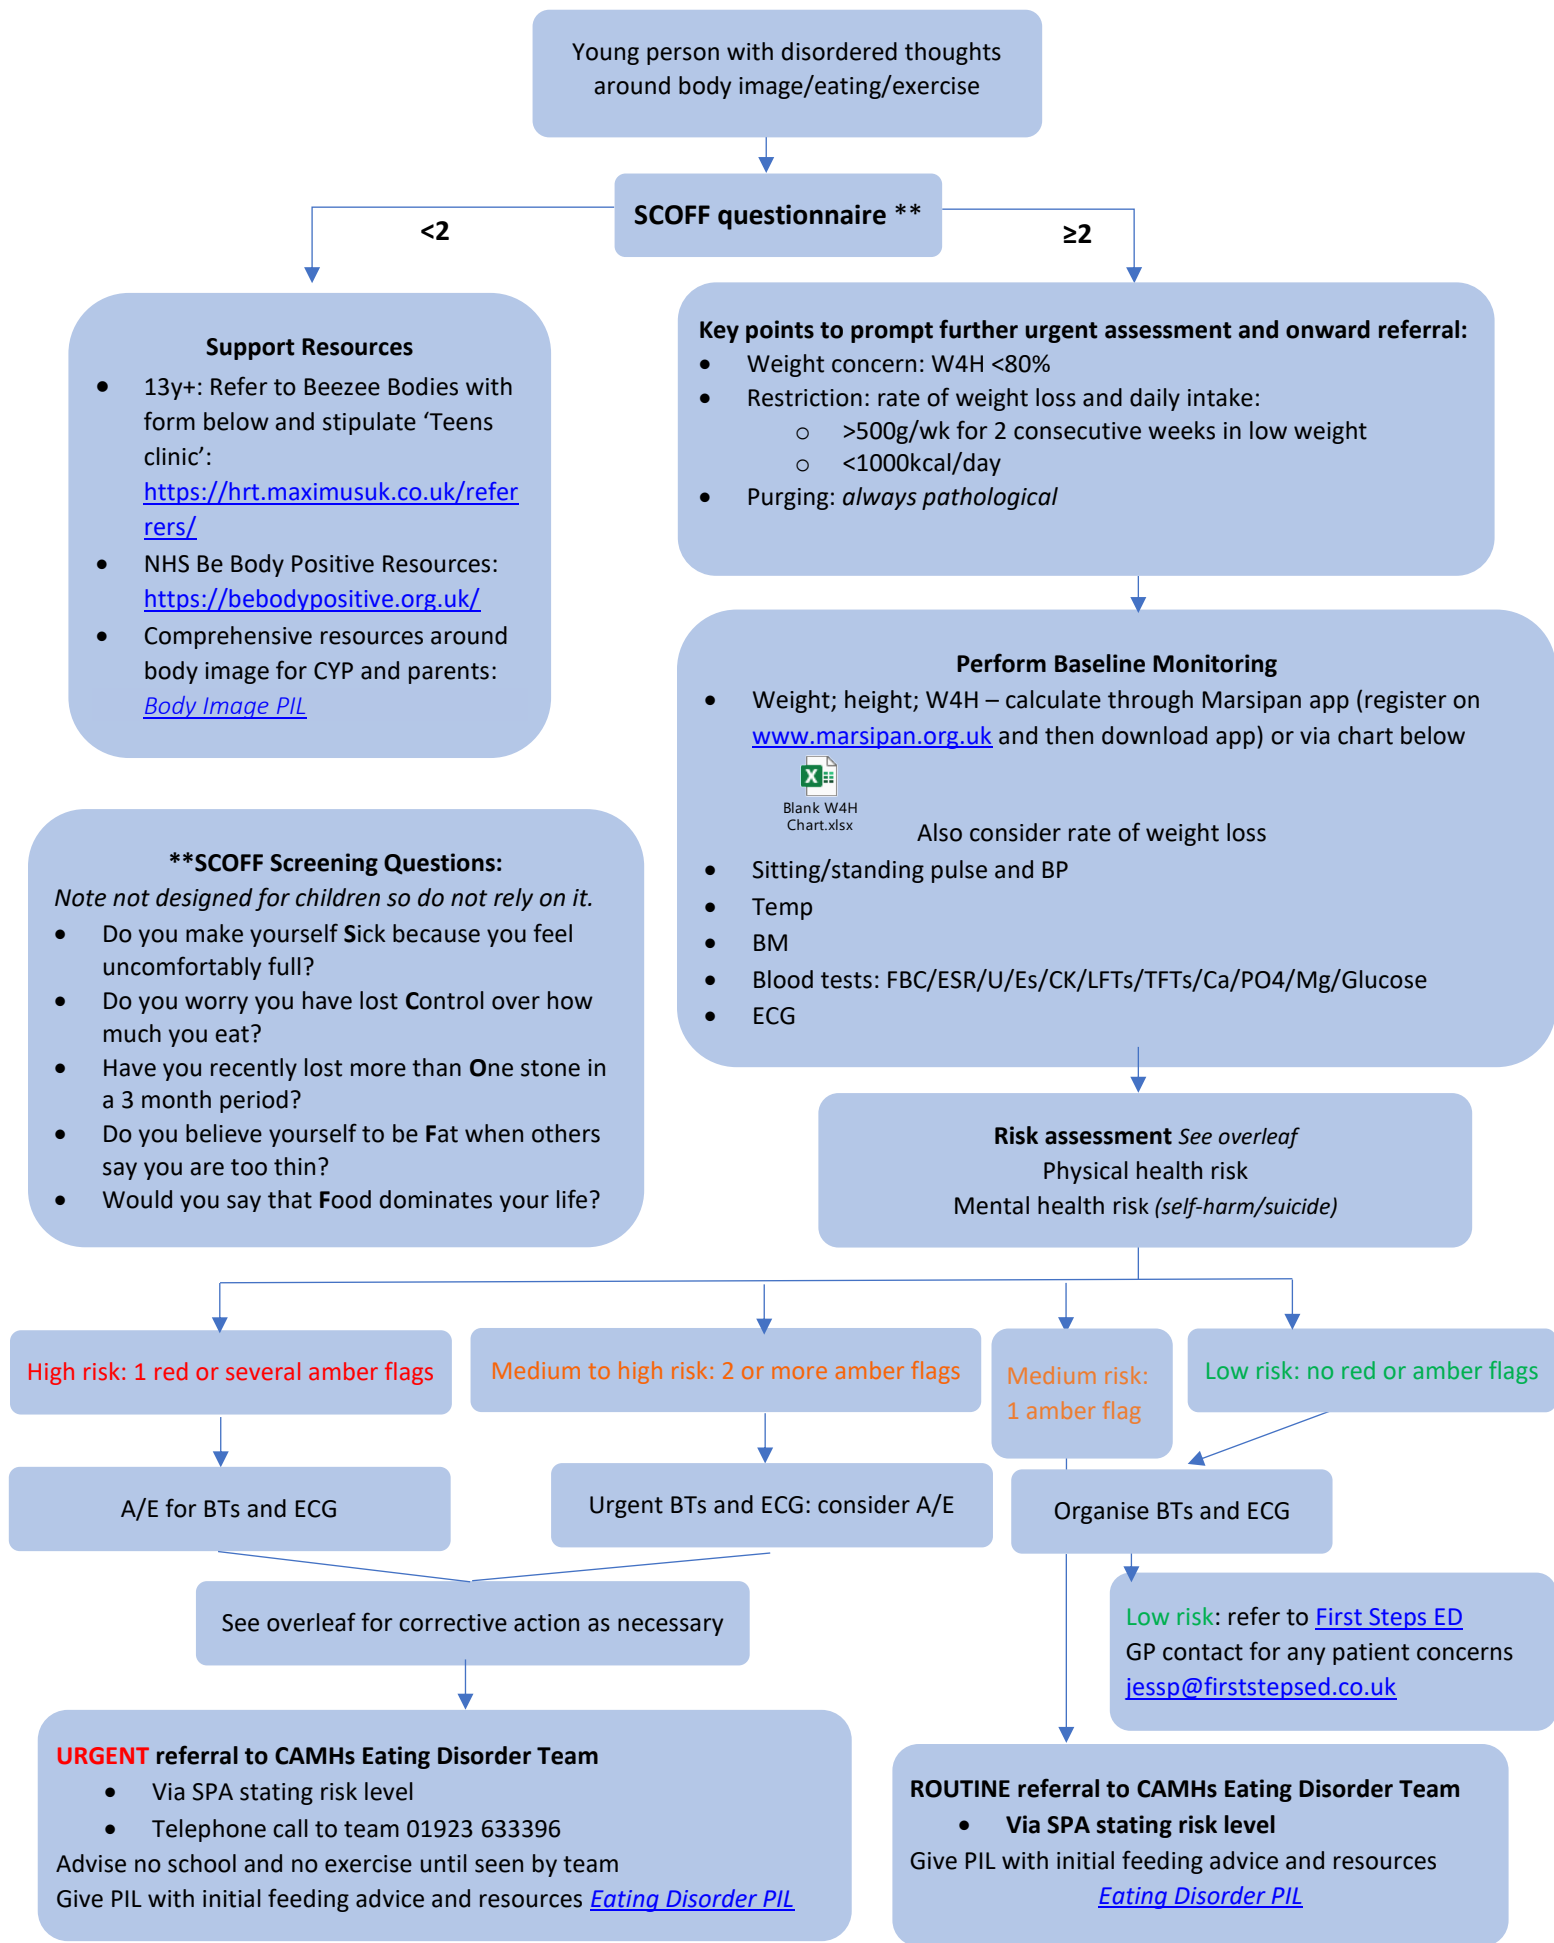 Young person with disordered thoughts
around body image/eating/exercise
SCOFF questionnaire **
<2
≥2
Support Resources
• 13y+: Refer to Beezee Bodies with
form below and stipulate ‘Teens
clinic’:
https://hrt.maximusuk.co.uk/refer
rers/
• NHS Be Body Positive Resources:
https://bebodypositive.org.uk/
• Comprehensive resources around
body image for CYP and parents:
Body Image PIL
Key points to prompt further urgent assessment and onward referral:
• Weight concern: W4H <80%
• Restriction: rate of weight loss and daily intake:
o >500g/wk for 2 consecutive weeks in low weight
o <1000kcal/day
• Purging: always pathological
Perform Baseline Monitoring
• Weight; height; W4H – calculate through Marsipan app (register on
www.marsipan.org.uk and then download app) or via chart below
X
Blank W4H
Chart.xlsx
Also consider rate of weight loss
• Sitting/standing pulse and BP
• Temp
• BM
• Blood tests: FBC/ESR/U/Es/CK/LFTs/TFTs/Ca/PO4/Mg/Glucose
• ECG
**SCOFF Screening Questions:
Note not designed for children so do not rely on it.
• Do you make yourself Sick because you feel
uncomfortably full?
• Do you worry you have lost Control over how
much you eat?
• Have you recently lost more than One stone in
a 3 month period?
• Do you believe yourself to be Fat when others
say you are too thin?
• Would you say that Food dominates your life?
Risk assessment See overleaf
Physical health risk
Mental health risk (self-harm/suicide)
High risk: 1 red or several amber flags
Medium to high risk: 2 or more amber flags
Medium risk:
1 amber flag
Low risk: no red or amber flags
A/E for BTs and ECG
Urgent BTs and ECG: consider A/E
Organise BTs and ECG
See overleaf for corrective action as necessary
Low risk: refer to First Steps ED
GP contact for any patient concerns
jessp@firststepsed.co.uk
URGENT referral to CAMHs Eating Disorder Team
• Via SPA stating risk level
• Telephone call to team 01923 633396
Advise no school and no exercise until seen by team
Give PIL with initial feeding advice and resources Eating Disorder PIL
ROUTINE referral to CAMHs Eating Disorder Team
• Via SPA stating risk level
Give PIL with initial feeding advice and resources
Eating Disorder PIL